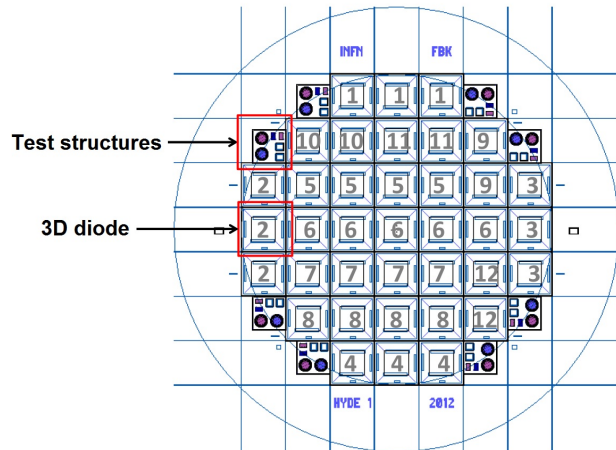 INFN FBK
1 1 1
Test structures
10 10 11 11 9
2 5 5 5 5 9 3
3D diode
2 6 6 6 6 6 3
2 7 7 7 7 12 3
8 8 8 8 12
4 4 4
HYDE 1 2012